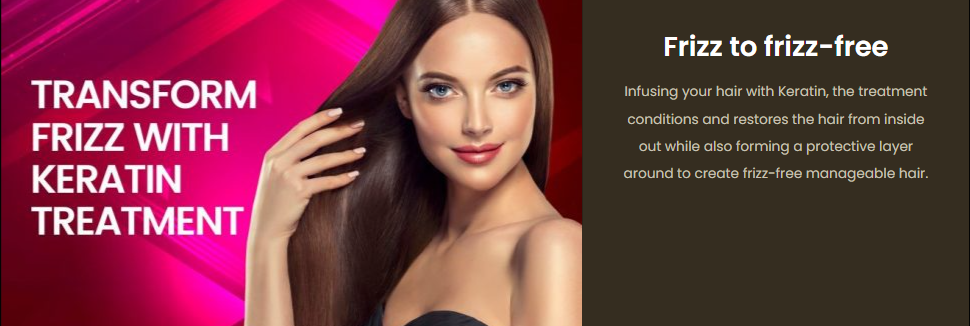 TRANSFORM
FRIZZ WITH
KERATIN
TREATMENT
Frizz to frizz-free
Infusing your hair with Keratin, the treatment
conditions and restores the hair from inside
out while also forming a protective layer
around to create frizz-free manageable hair.